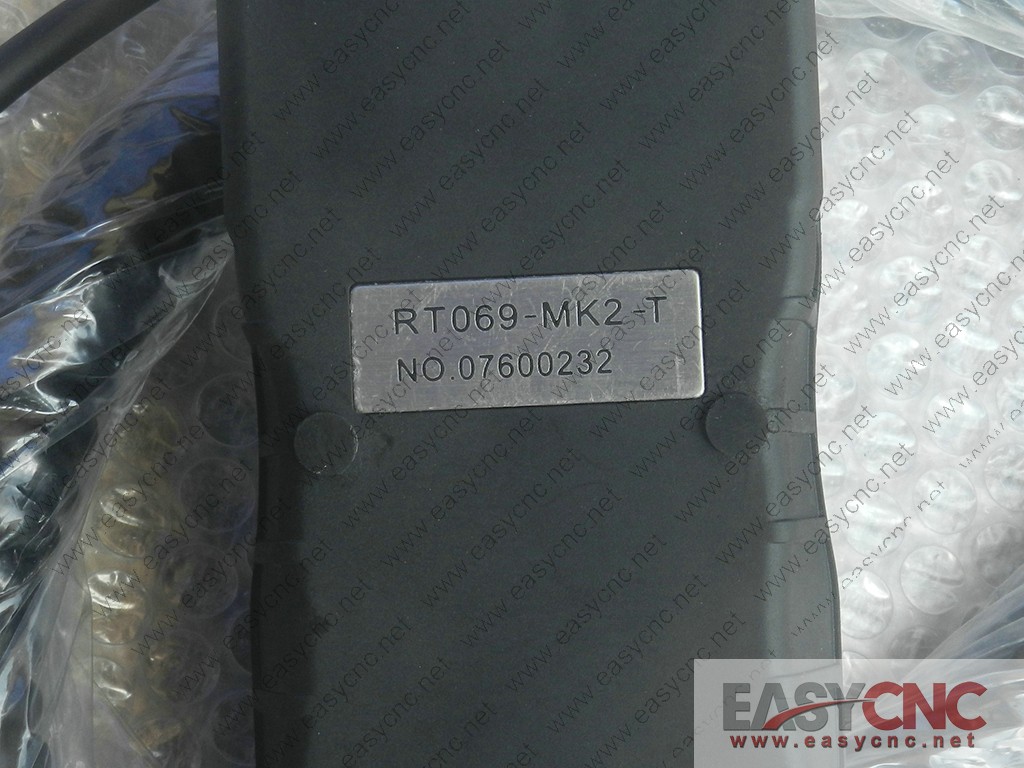 RT069-MK2-T
NO.07600232
EASYCNC
www.easycnc.net